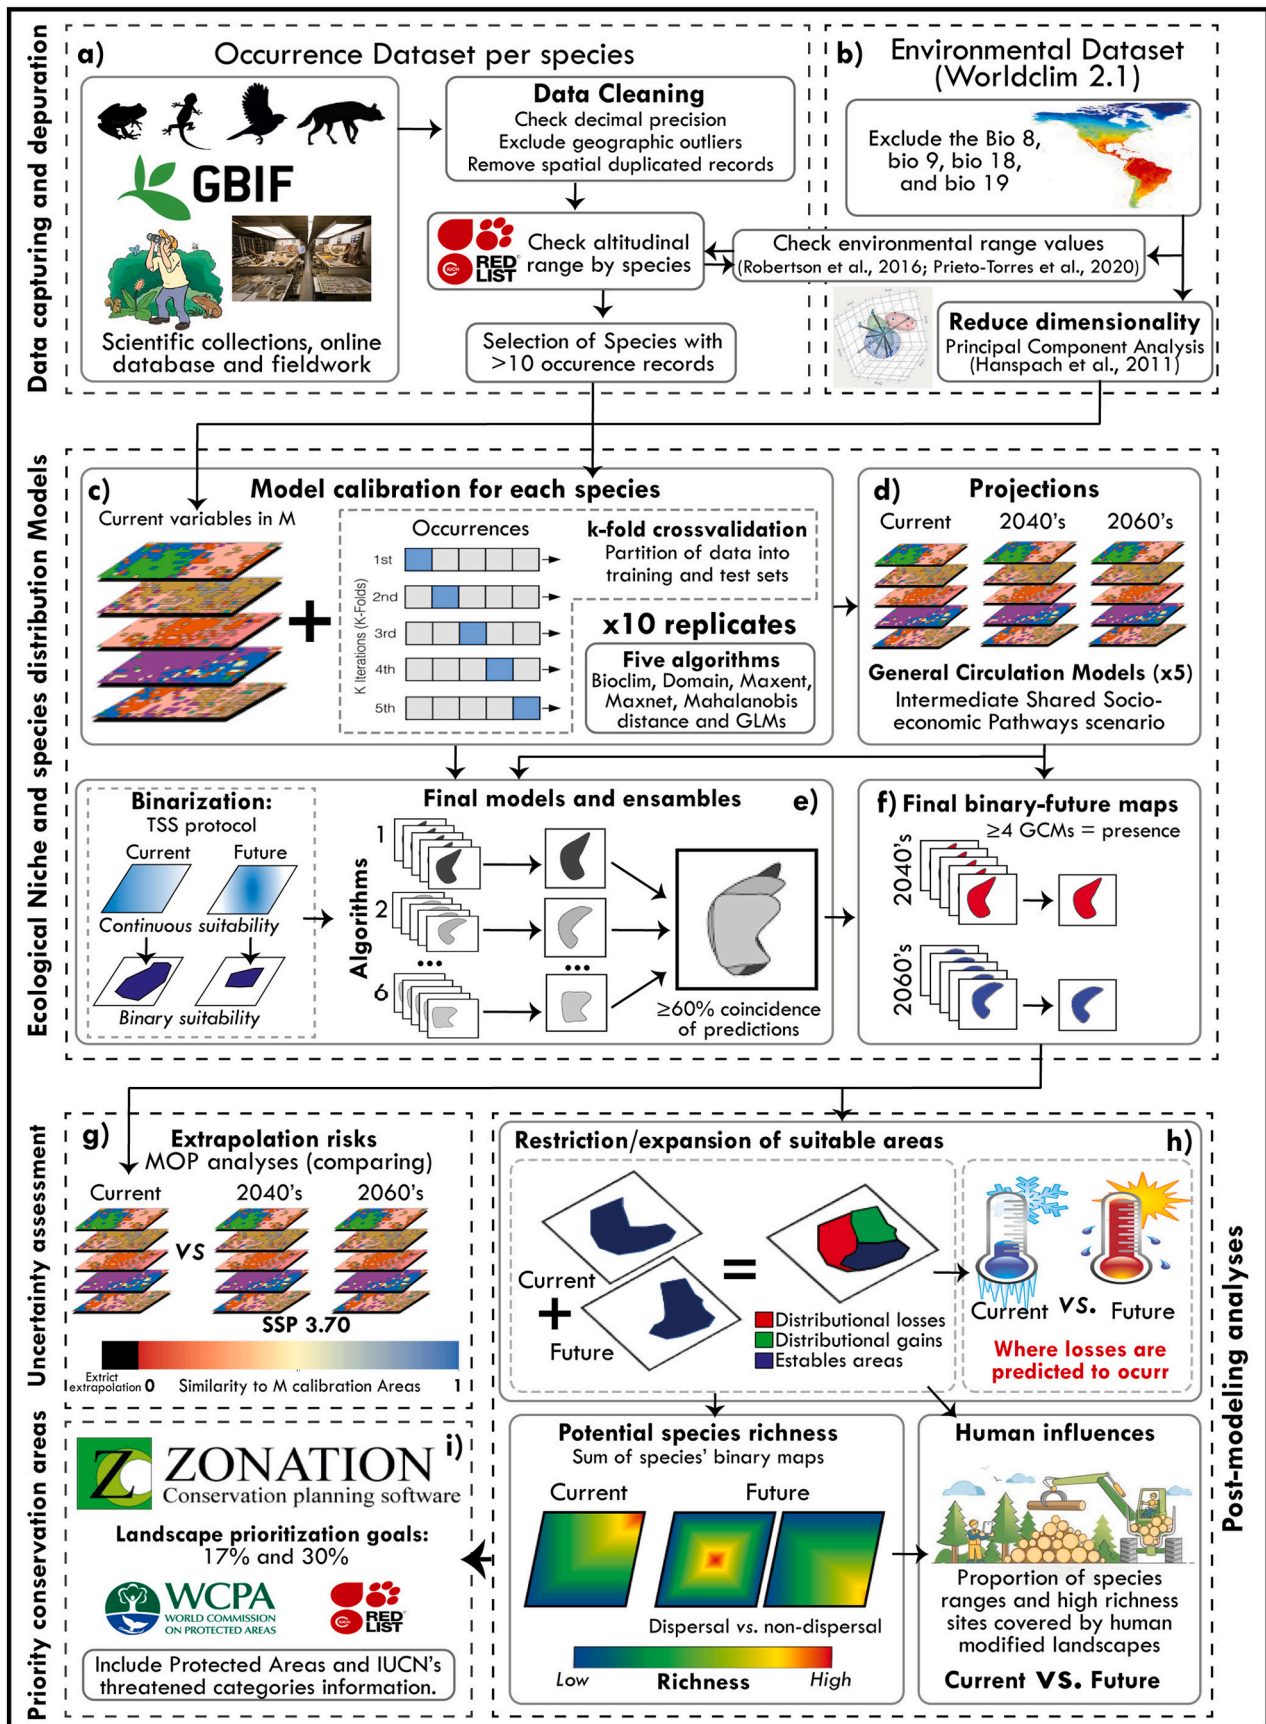 Data capturing and depuration
a)
Occurrence Dataset per species
GBIF
Scientific collections, online
database and fieldwork
Data Cleaning
Check decimal precision
Exclude geographic outliers
Remove spatial duplicated records
IUCN
RED
LIST
Check altitudinal
range by species
Selection of Species with
>10 occurence records
b)
Environmental Dataset
(Worldclim 2.1)
Exclude the Bio 8,
bio 9, bio 18,
and bio 19
Check environmental range values
(Robertson et al., 2016; Prieto-Torres et al., 2020)
Reduce dimensionality
Principal Component Analysis
(Hanspach et al., 2011)
Ecological Niche and species distribution Models
c)
Model calibration for each species
Current variables in M
+
K Iterations (K-Folds)
Occurrences
1st
2nd
3rd
4th
5th
k-fold crossvalidation
Partition of data into
training and test sets
x10 replicates
Five algorithms
Bioclim, Domain, Maxent,
Maxnet, Mahalanobis
distance and GLMs
d)
Projections
Current 2040's 2060's
General Circulation Models (x5)
Intermediate Shared Socio-
economic Pathways scenario
Binarization:
TSS protocol
Current Future
Continuous suitability
Binary suitability
Final models and ensambles
e)
Algorithms
1
2
...
6
...
≥60% coincidence
of predictions
f)
Final binary-future maps
≥4 GCMs = presence
2040's
2060's
Uncertainty assessment
g)
Extrapolation risks
MOP analyses (comparing)
Current 2040's 2060's
VS
SSP 3.70
Extrict
extrapolation 0 Similarity to M calibration Areas 1
Post-modeling analyses
Restriction/expansion of suitable areas
h)
Current
+
Future
=
Distributional losses
Distributional gains
Estables areas
Current VS. Future
Where losses are
predicted to ocurr
Potential species richness
Sum of species' binary maps
Current Future
Dispersal vs. non-dispersal
Low Richness High
Human influences
Proportion of species
ranges and high richness
sites covered by human
modified landscapes
Current VS. Future
Priority conservation areas
i)
Z
ZONATION
Conservation planning software
Landscape prioritization goals:
17% and 30%
WCPA
WORLD COMMISSION
ON PROTECTED AREAS
IUCN
RED
LIST
Include Protected Areas and IUCN's
threatened categories information.